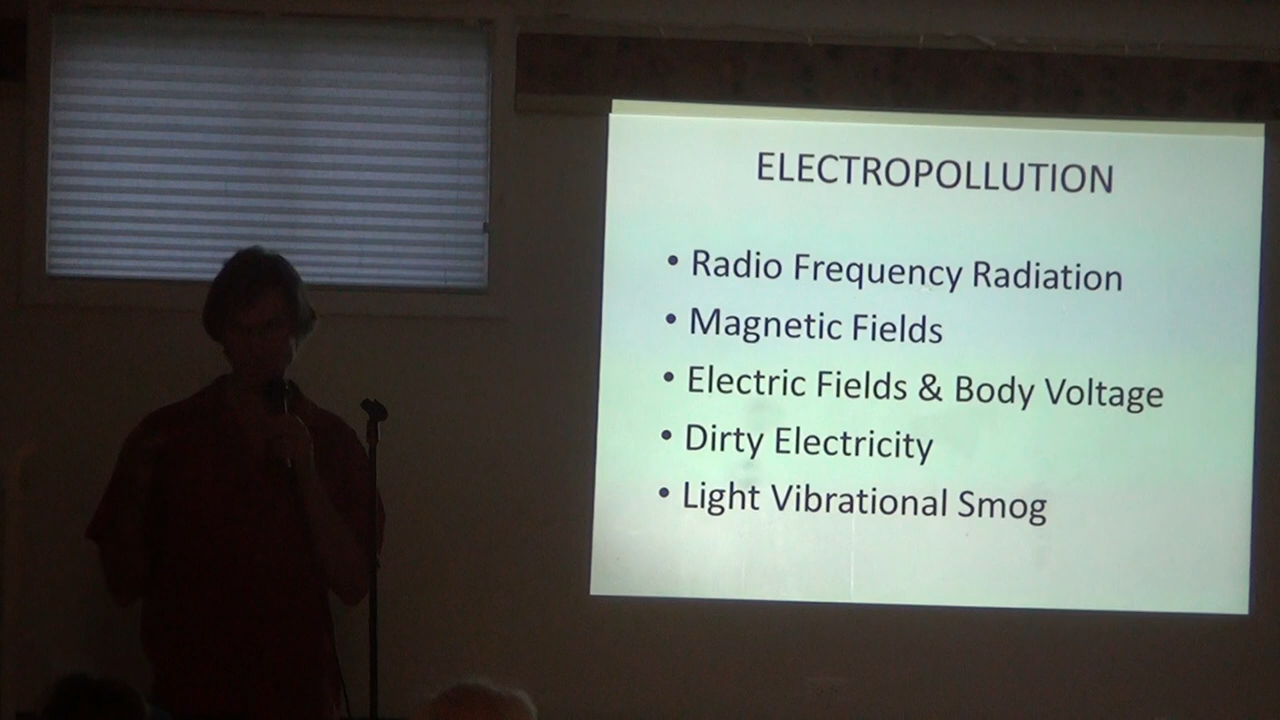 ELECTROPOLLUTION
• Radio Frequency Radiation
• Magnetic Fields
• Electric Fields & Body Voltage
• Dirty Electricity
• Light Vibrational Smog